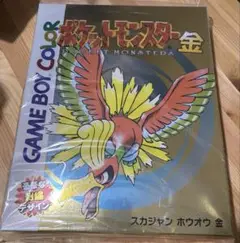 GAME BOY COLOR
ポケットモンスター 金
POCKET MONSTERS
スカジャン ホウオウ 金